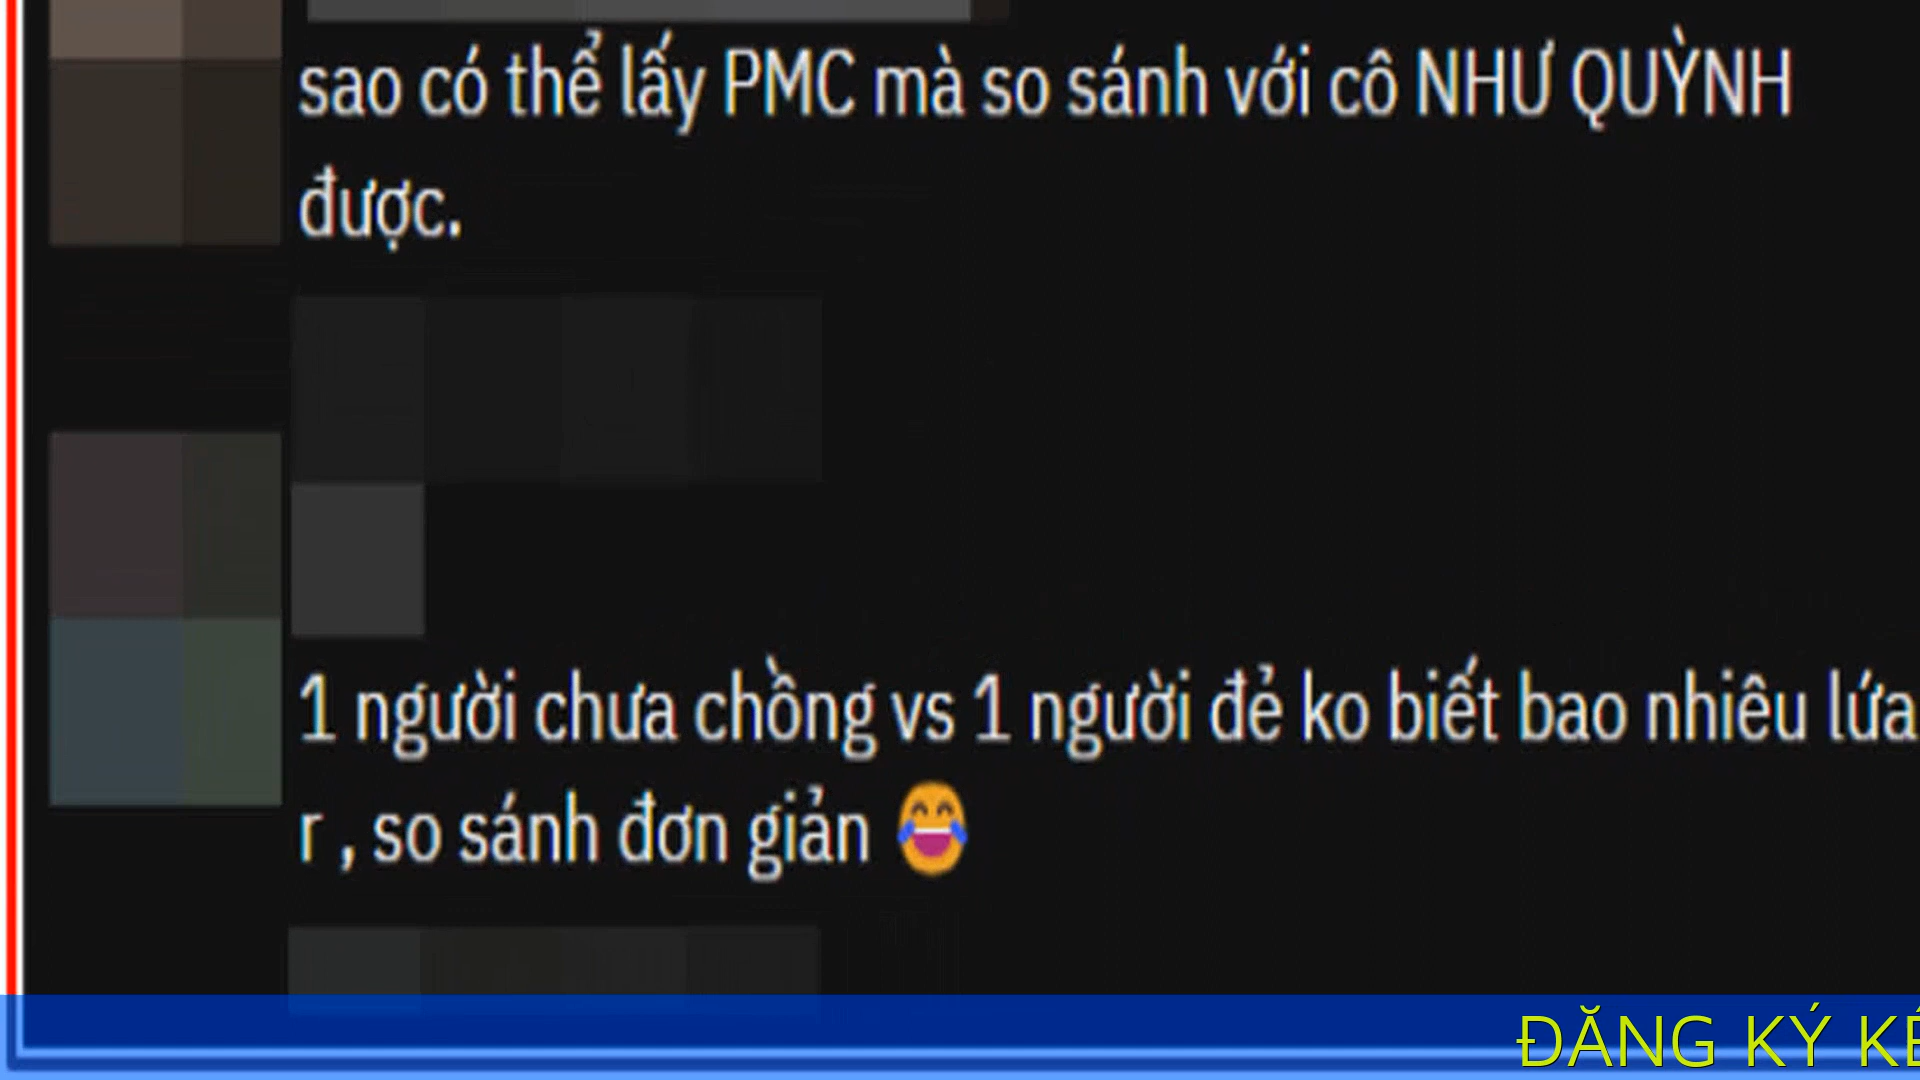 sao có thể lấy PMC mà so sánh với cô NHƯ QUỲNH
được.
1 người chưa chồng vs 1 người đẻ ko biết bao nhiêu lứa
r , so sánh đơn giản 😂
ĐĂNG KÝ